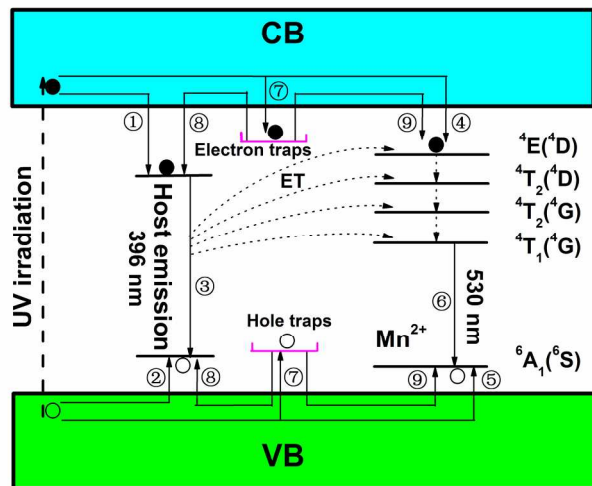 CB
⑦
① ⑧ ⑨ ④
Electron traps
⁴E(⁴D)
ET
⁴T₂(⁴D)
⁴T₂(⁴G)
⁴T₁(⁴G)
UV irradiation
Host emission
396 nm
③
⑥
530 nm
Hole traps
Mn²⁺
⁶A₁(⁶S)
② ⑧ ⑦ ⑨ ⑤
VB